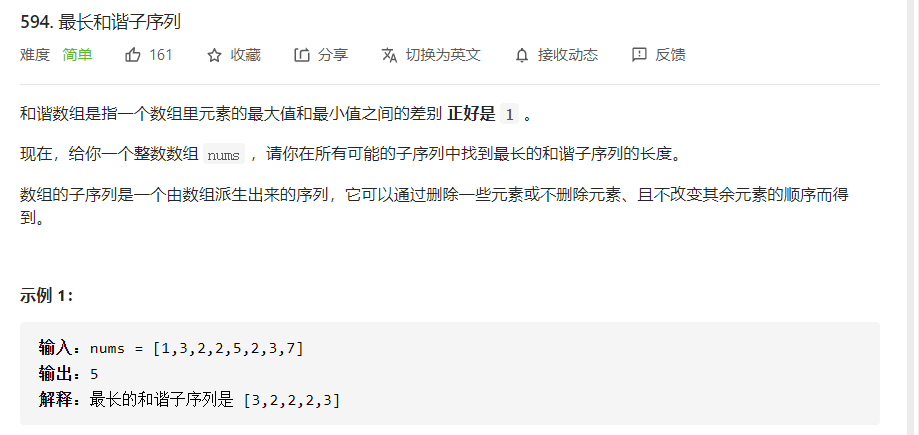 594. 最长和谐子序列
难度 简单 161 收藏 分享 切换为英文 接收动态 反馈
和谐数组是指一个数组里元素的最大值和最小值之间的差别 正好是 1 。
现在，给你一个整数数组 nums ，请你在所有可能的子序列中找到最长的和谐子序列的长度。
数组的子序列是一个由数组派生出来的序列，它可以通过删除一些元素或不删除元素、且不改变其余元素的顺序而得
到。
示例 1：
输入：nums = [1,3,2,2,5,2,3,7]
输出：5
解释：最长的和谐子序列是 [3,2,2,2,3]